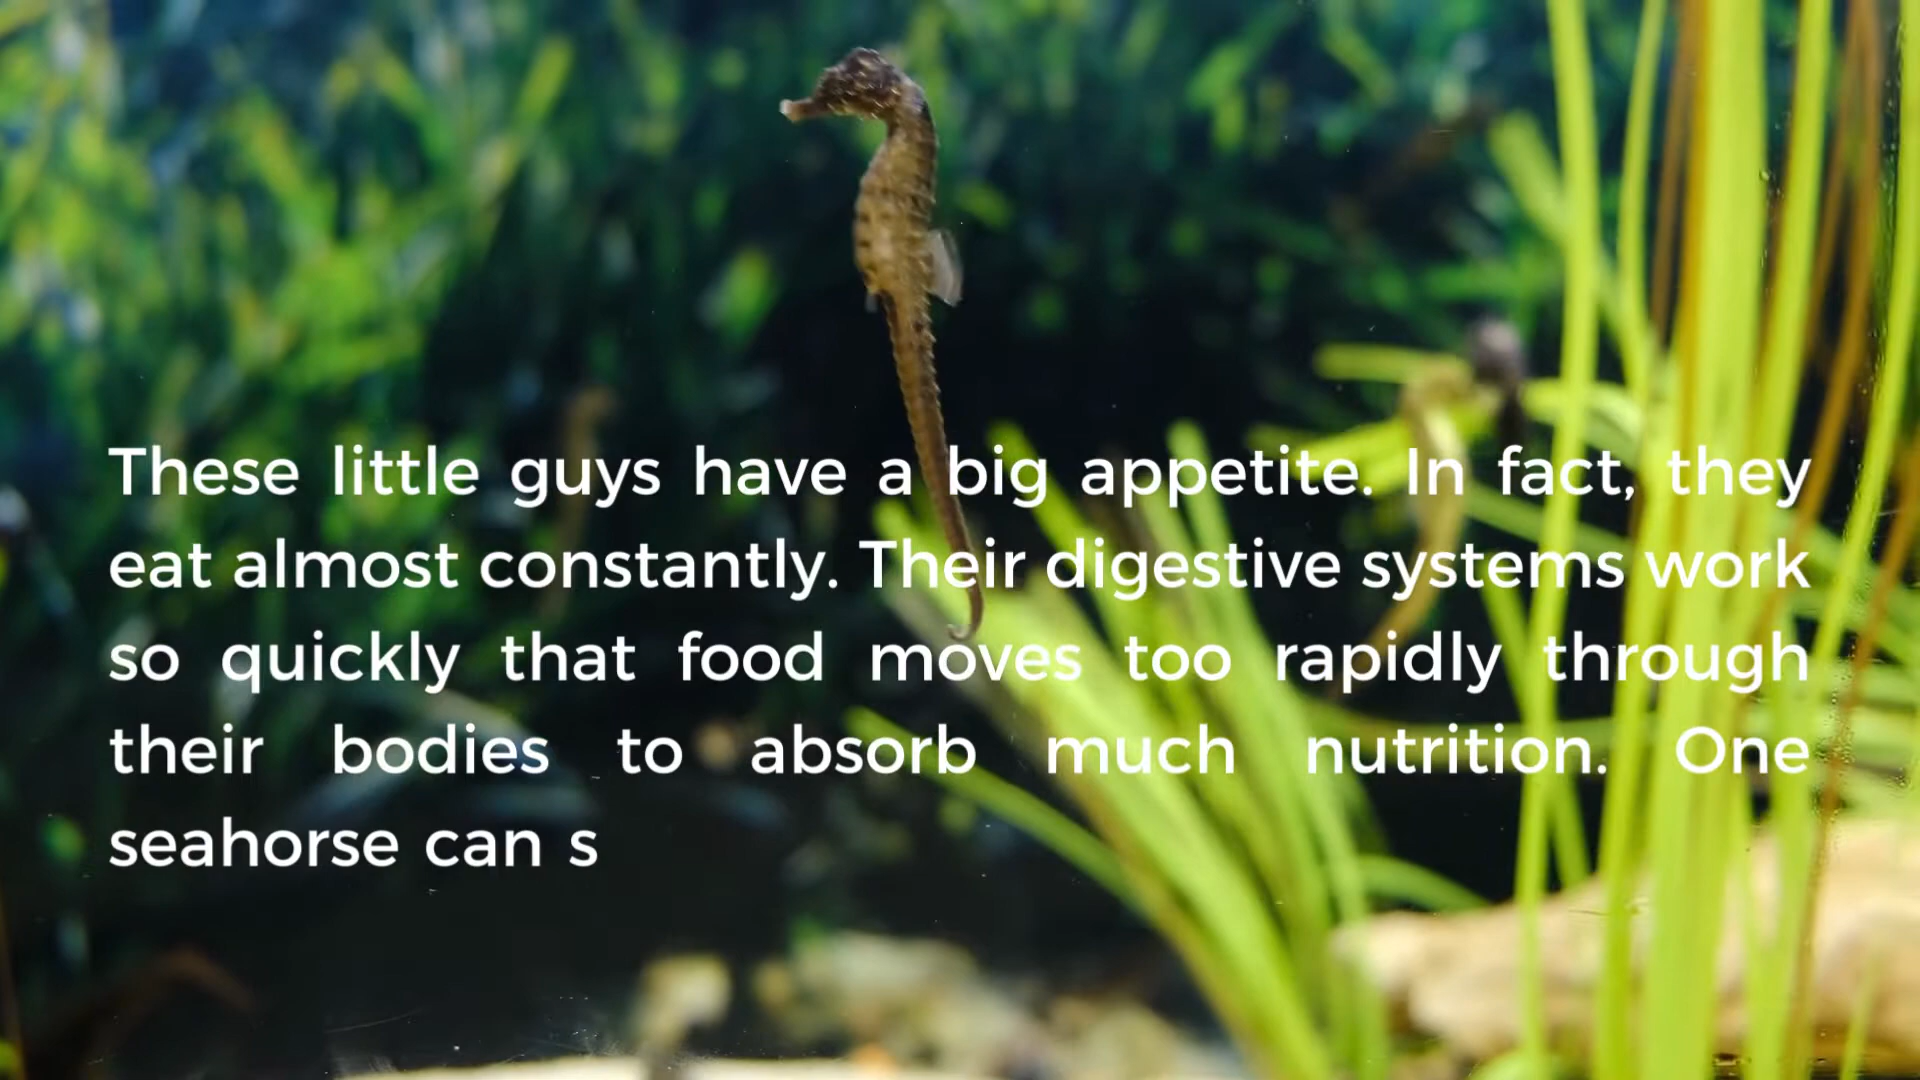 These little guys have a big appetite. In fact, they
eat almost constantly. Their digestive systems work
so quickly that food moves too rapidly through
their bodies to absorb much nutrition. One
seahorse can s